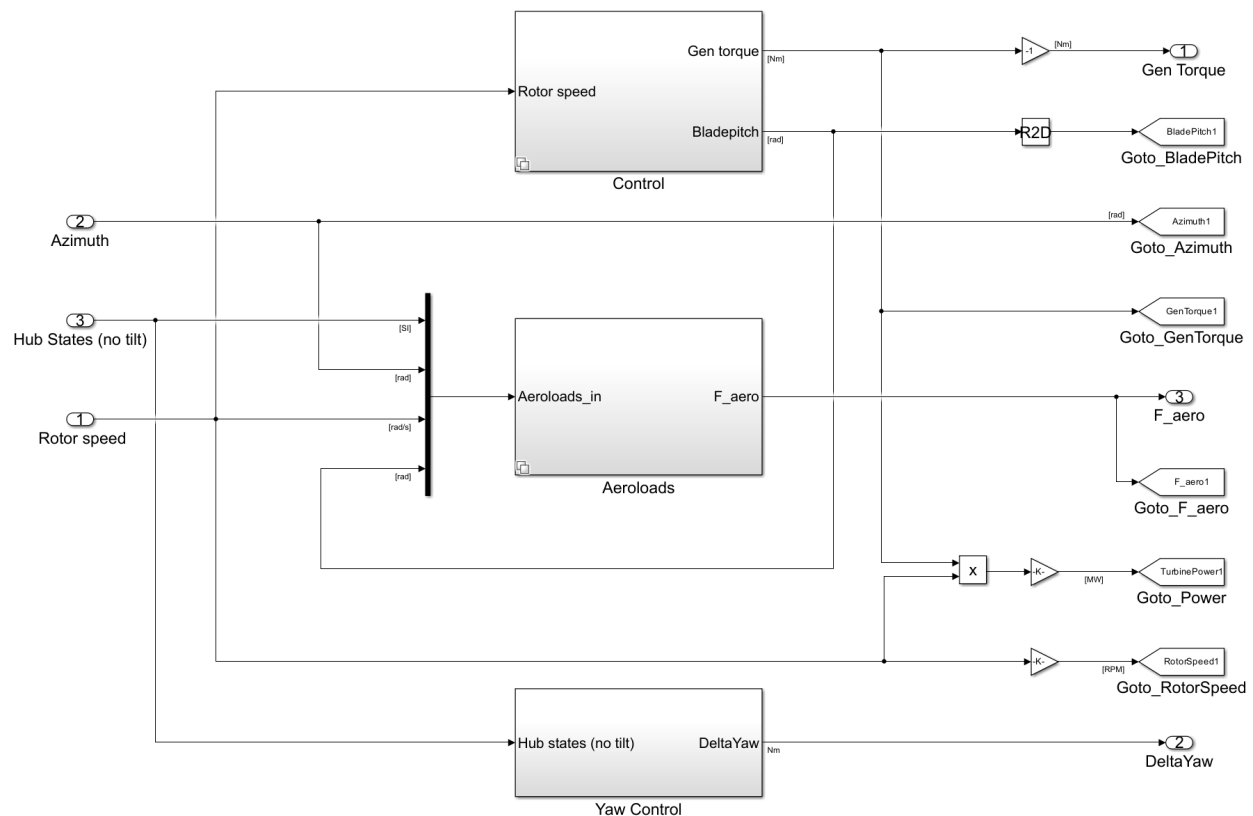 Gen torque
[Nm]
-1
[Nm]
1
Gen Torque
Rotor speed
Bladepitch
[rad]
R2D
BladePitch1
Goto_BladePitch
Control
2
Azimuth
[rad]
Azimuth1
Goto_Azimuth
3
Hub States (no tilt)
[SI]
GenTorque1
Goto_GenTorque
[rad]
Aeroloads_in
F_aero
3
F_aero
1
Rotor speed
[rad/s]
[rad]
Aeroloads
F_aero1
Goto_F_aero
x
-K-
[MW]
TurbinePower1
Goto_Power
-K-
[RPM]
RotorSpeed1
Goto_RotorSpeed
Hub states (no tilt)
DeltaYaw
Nm
2
DeltaYaw
Yaw Control